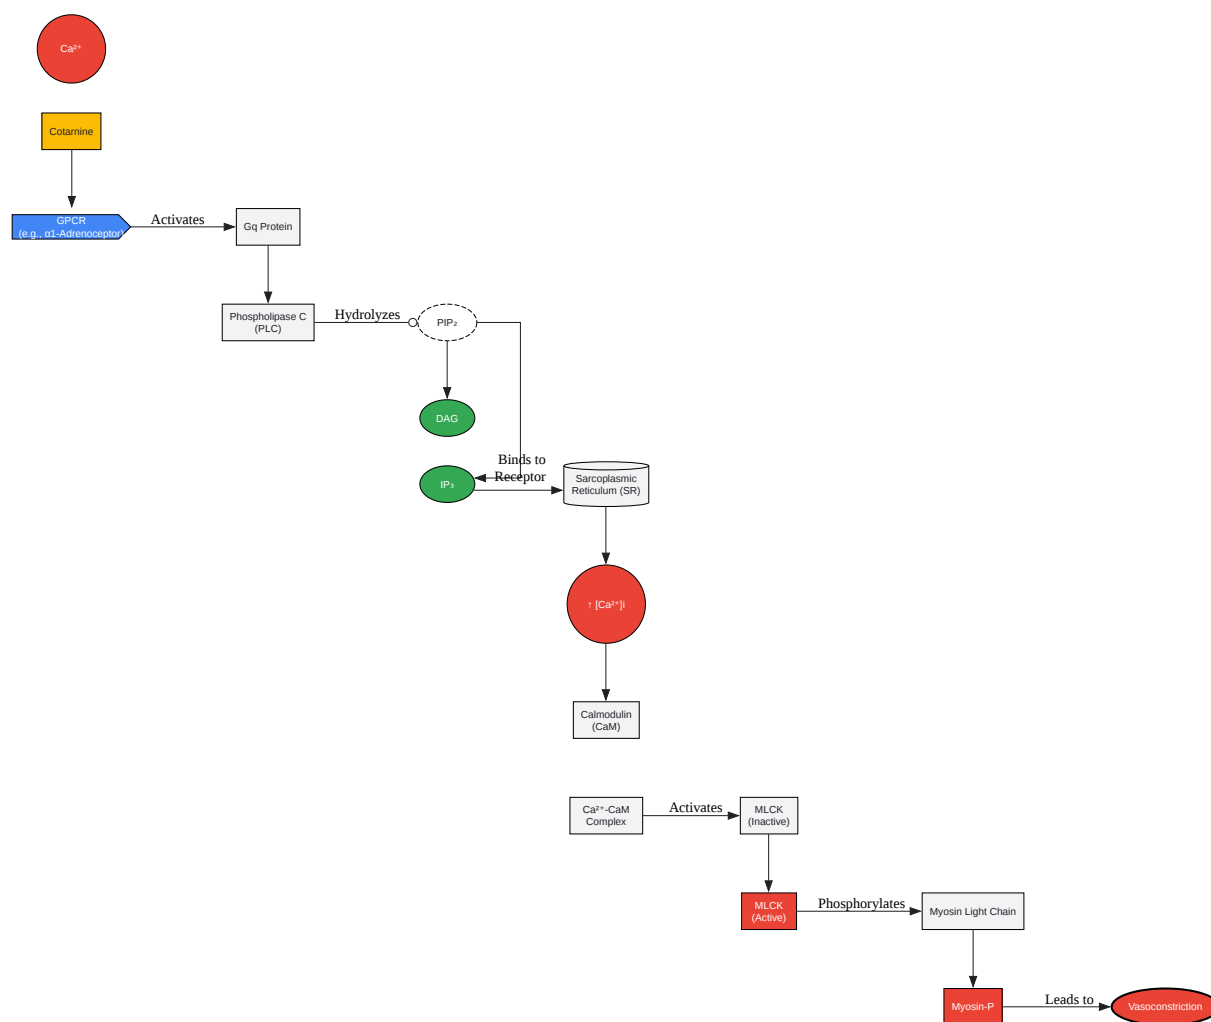 Ca²⁺
Cotarnine
GPCR
(e.g., α1-Adrenoceptor)
Activates
Gq Protein
Phospholipase C
(PLC)
Hydrolyzes
PIP₂
DAG
Binds to
Receptor
IP₃
Sarcoplasmic
Reticulum (SR)
↑ [Ca²⁺]i
Calmodulin
(CaM)
Ca²⁺-CaM
Complex
Activates
MLCK
(Inactive)
MLCK
(Active)
Phosphorylates
Myosin Light Chain
Myosin-P
Leads to
Vasoconstriction